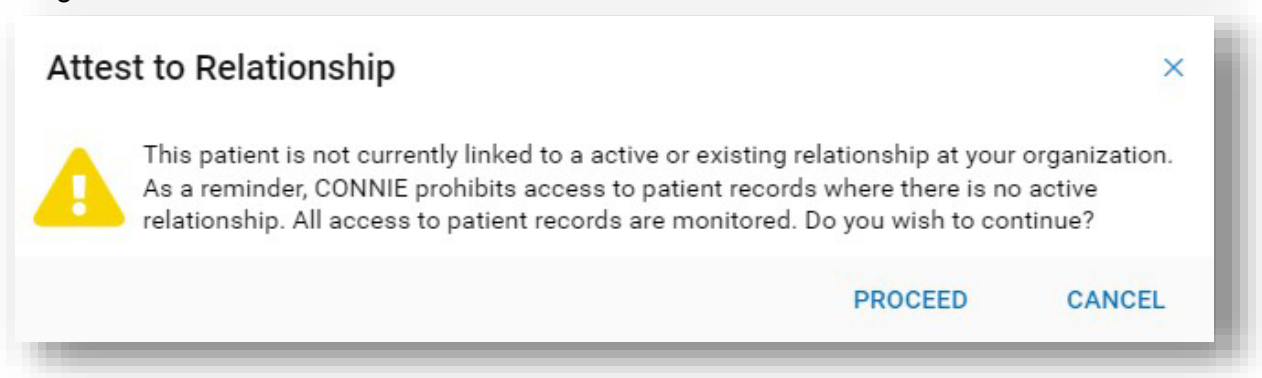 Attest to Relationship
This patient is not currently linked to a active or existing relationship at your organization.
As a reminder, CONNIE prohibits access to patient records where there is no active
relationship. All access to patient records are monitored. Do you wish to continue?
PROCEED CANCEL